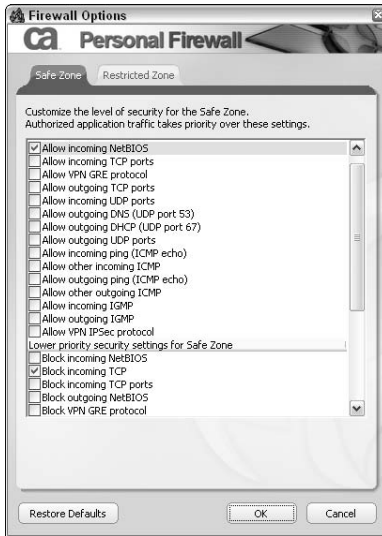 Firewall Options
ca Personal Firewall
Safe Zone Restricted Zone
Customize the level of security for the Safe Zone.
Authorized application traffic takes priority over these settings.
Allow incoming NetBIOS
Allow incoming TCP ports
Allow VPN GRE protocol
Allow outgoing TCP ports
Allow incoming UDP ports
Allow outgoing DNS (UDP port 53)
Allow outgoing DHCP (UDP port 67)
Allow outgoing UDP ports
Allow incoming ping (ICMP echo)
Allow other incoming ICMP
Allow outgoing ping (ICMP echo)
Allow other outgoing ICMP
Allow incoming IGMP
Allow outgoing IGMP
Allow VPN IPSec protocol
Lower priority security settings for Safe Zone
Block incoming NetBIOS
Block incoming TCP
Block incoming TCP ports
Block outgoing NetBIOS
Block VPN GRE protocol
Restore Defaults OK Cancel